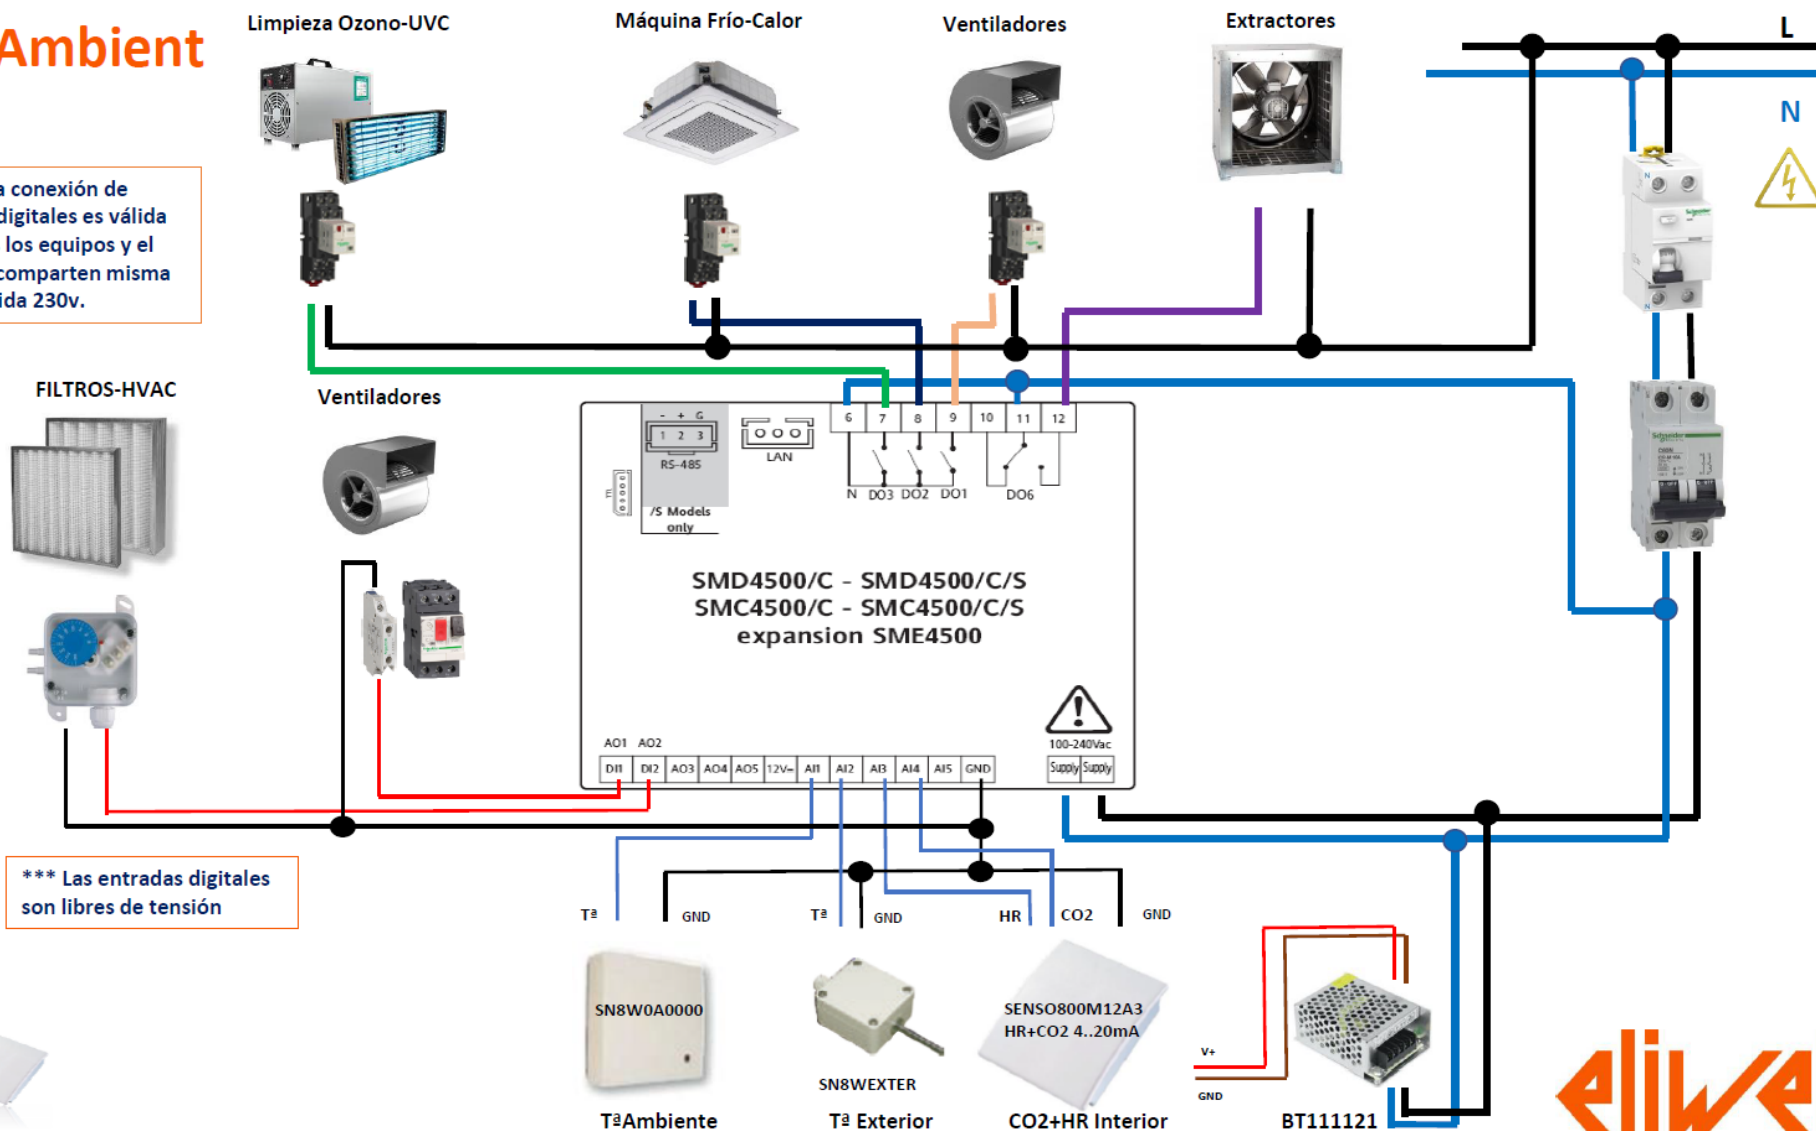 Ambient
Limpieza Ozono-UVC
Máquina Frío-Calor
Ventiladores
Extractores
L
N
a conexión de
digitales es válida
los equipos y el
comparten misma
ida 230v.
FILTROS-HVAC
Ventiladores
- + G
1 2 3
RS-485
/S Models
only
LAN
6 7 8 9 10 11 12
N DO3 DO2 DO1 DO6
SMD4500/C - SMD4500/C/S
SMC4500/C - SMC4500/C/S
expansion SME4500
100-240Vac
Supply Supply
AO1 AO2
DI1 DI2 AO3 AO4 AO5 12V= AI1 AI2 AI3 AI4 AI5 GND
*** Las entradas digitales
son libres de tensión
Tª GND Tª GND HR CO2 GND
SN8W0A0000
SENSO800M12A3
HR+CO2 4..20mA
SN8WEXTER
V+
GND
TªAmbiente
Tª Exterior
CO2+HR Interior
BT111121
eliwe